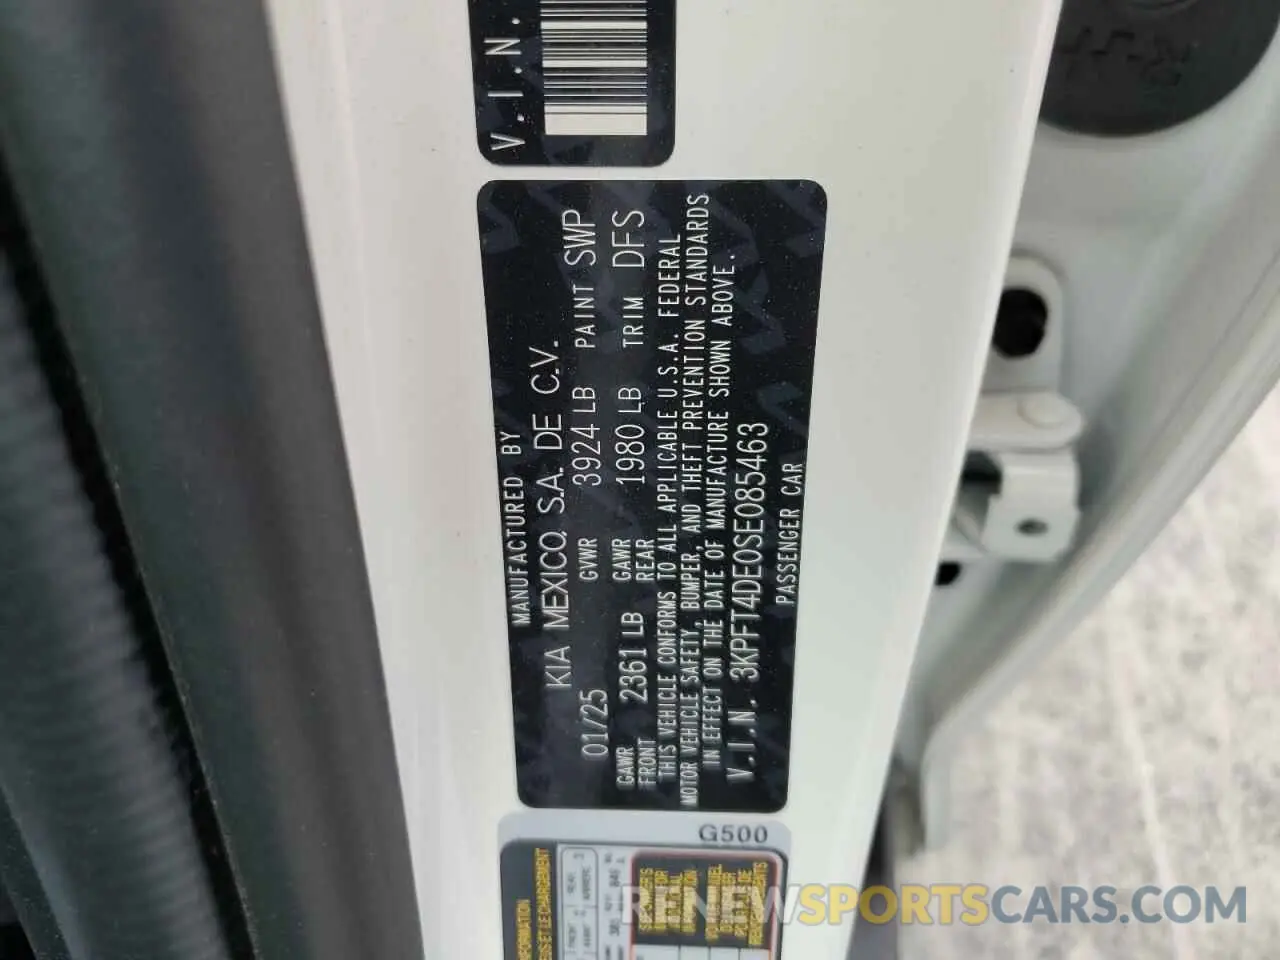 V.I.N.
MANUFACTURED BY
KIA MEXICO, S.A. DE C.V.
01/25 GVWR 3924 LB PAINT SWP
GAWR FRONT 2361 LB GAWR REAR 1980 LB TRIM DFS
THIS VEHICLE CONFORMS TO ALL APPLICABLE U.S.A. FEDERAL
MOTOR VEHICLE SAFETY, BUMPER, AND THEFT PREVENTION STANDARDS
IN EFFECT ON THE DATE OF MANUFACTURE SHOWN ABOVE.
V.I.N. 3KPFT4DE0SE085463
PASSENGER CAR
G500
RENEWSPORTSCARS.COM